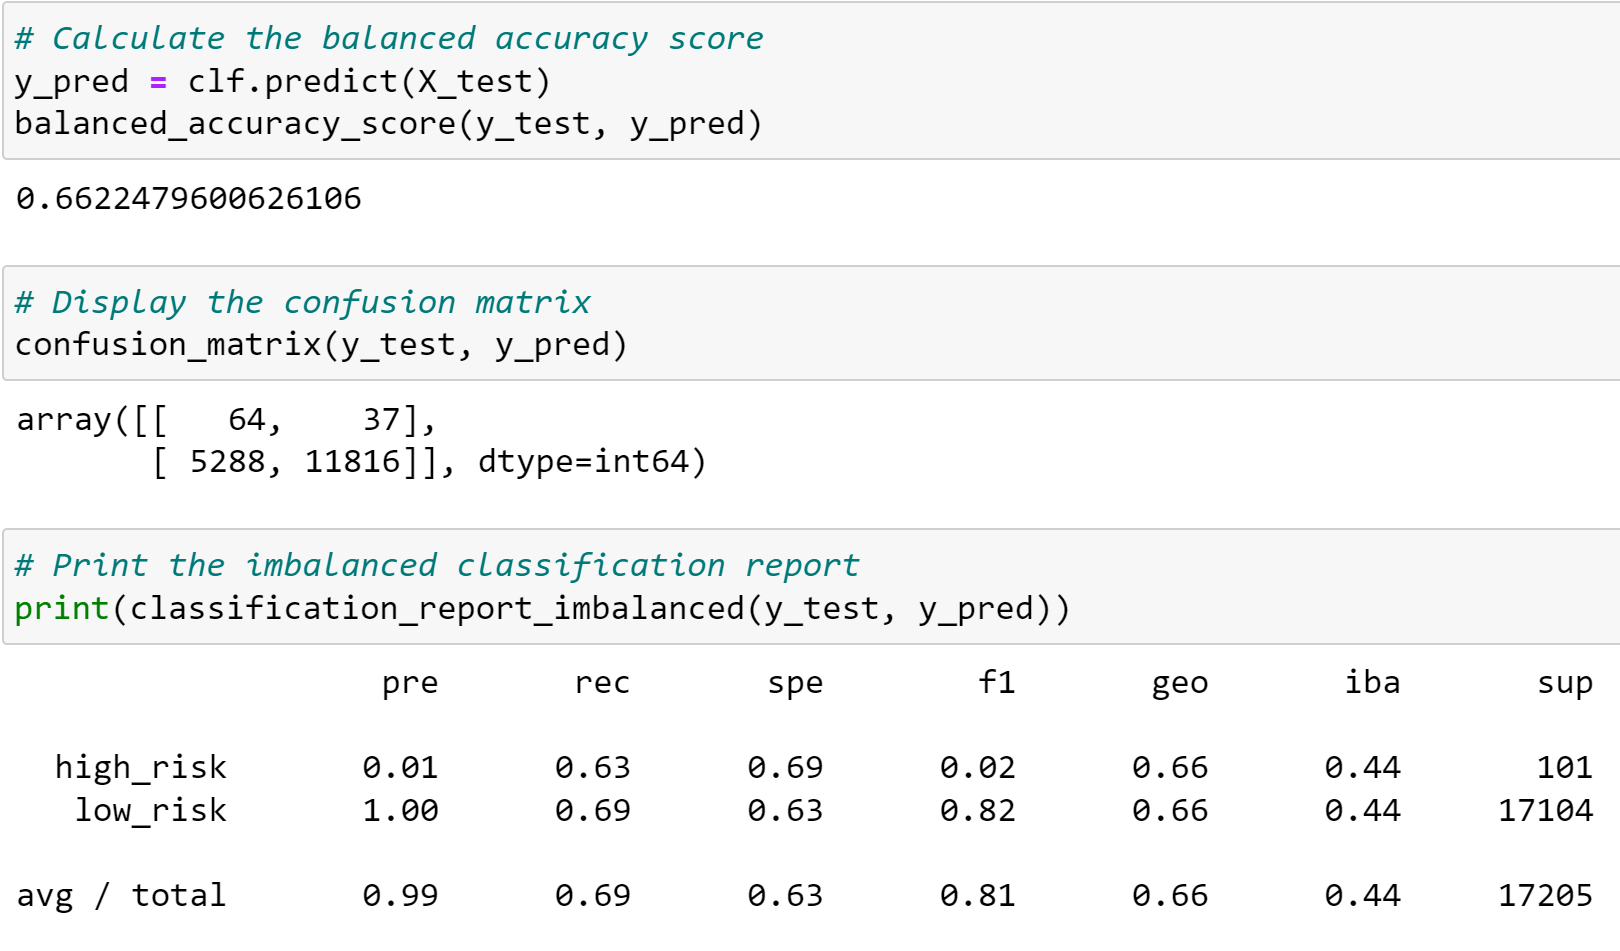 # Calculate the balanced accuracy score
y_pred = clf.predict(X_test)
balanced_accuracy_score(y_test, y_pred)
0.6622479600626106
# Display the confusion matrix
confusion_matrix(y_test, y_pred)
array([[   64,    37],
       [ 5288, 11816]], dtype=int64)
# Print the imbalanced classification report
print(classification_report_imbalanced(y_test, y_pred))
                   pre       rec       spe        f1       geo       iba       sup
  high_risk       0.01      0.63      0.69      0.02      0.66      0.44       101
   low_risk       1.00      0.69      0.63      0.82      0.66      0.44     17104
avg / total       0.99      0.69      0.63      0.81      0.66      0.44     17205